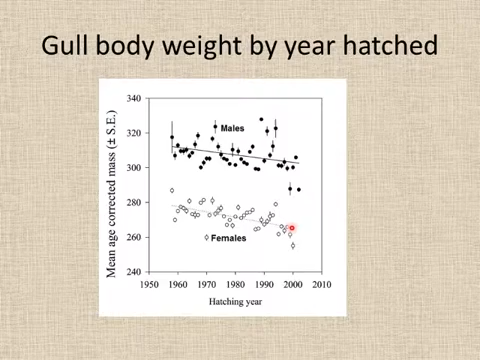 Gull body weight by year hatched
340
320
300
280
260
240
Mean age corrected mass (± S.E.)
Males
Females
1950 1960 1970 1980 1990 2000 2010
Hatching year